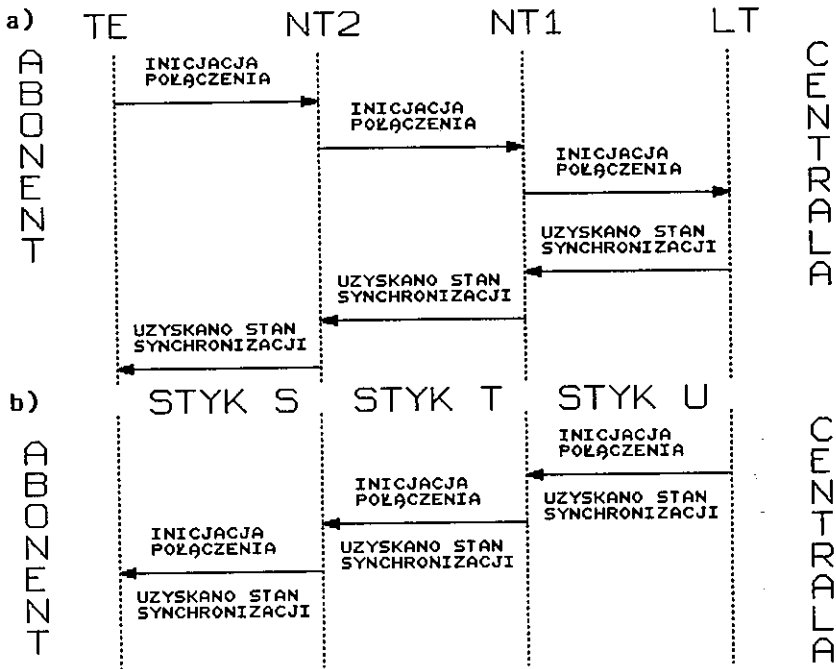 a)
TE NT2 NT1 LT
ABONENT
CENTRALA
INICJACJA
POŁĄCZENIA
INICJACJA
POŁĄCZENIA
INICJACJA
POŁĄCZENIA
UZYSKANO STAN
SYNCHRONIZACJI
UZYSKANO STAN
SYNCHRONIZACJI
UZYSKANO STAN
SYNCHRONIZACJI
b)
STYK S STYK T STYK U
ABONENT
CENTRALA
INICJACJA
POŁĄCZENIA
UZYSKANO STAN
SYNCHRONIZACJI
INICJACJA
POŁĄCZENIA
UZYSKANO STAN
SYNCHRONIZACJI
INICJACJA
POŁĄCZENIA
UZYSKANO STAN
SYNCHRONIZACJI